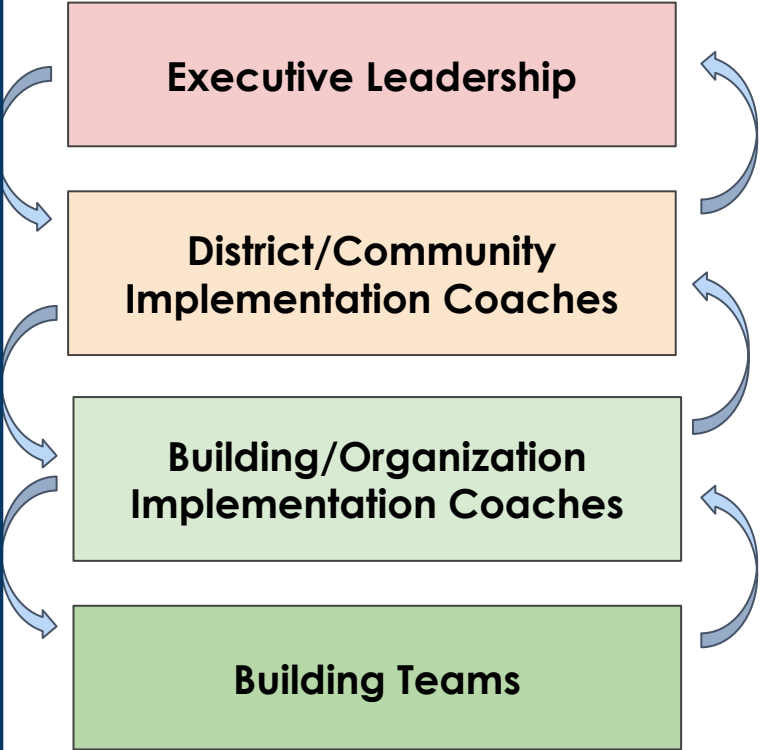 Executive Leadership
District/Community
Implementation Coaches
Building/Organization
Implementation Coaches
Building Teams